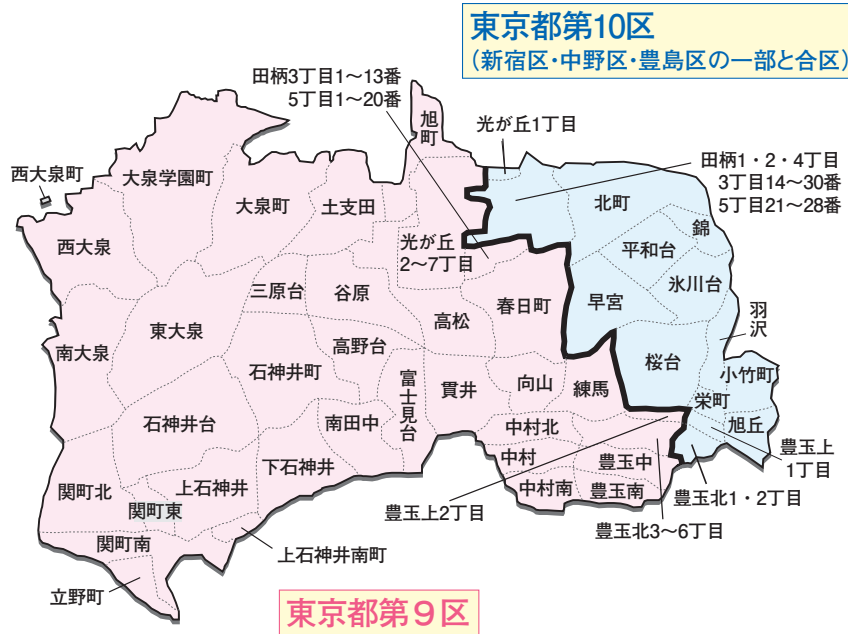 東京都第10区
(新宿区・中野区・豊島区の一部と合区)
田柄3丁目1～13番
5丁目1～20番
旭町
光が丘1丁目
田柄1・2・4丁目
3丁目14～30番
5丁目21～28番
西大泉町
大泉学園町
大泉町
土支田
北町
錦
西大泉
光が丘
2～7丁目
平和台
氷川台
三原台
谷原
春日町
早宮
羽沢
南大泉
東大泉
高松
高野台
石神井町
桜台
小竹町
富士見台
貫井
向山
練馬
栄町
石神井台
南田中
中村北
旭丘
豊玉上
1丁目
下石神井
中村
豊玉中
関町北
上石神井
中村南
豊玉南
豊玉北1・2丁目
関町東
豊玉上2丁目
豊玉北3～6丁目
関町南
上石神井南町
立野町
東京都第9区